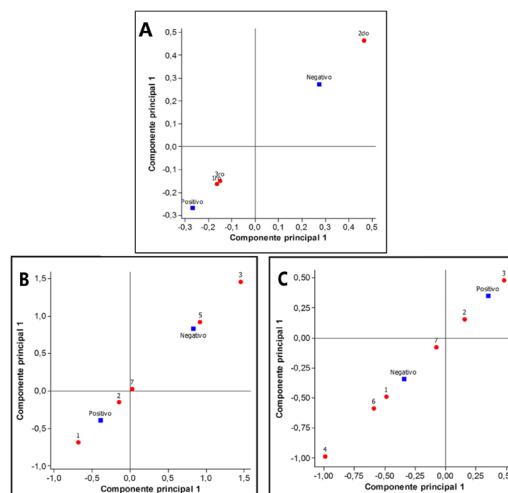 A
0,5
0,4
0,3
0,2
0,1
0,0
-0,1
-0,2
-0,3
2do
Negativo
3ro
1ro
Positivo
-0,3 -0,2 -0,1 0,0 0,1 0,2 0,3 0,4 0,5
Componente principal 1
Componente principal 1
B
1,5
1,0
0,5
0,0
-0,5
-1,0
3
5
Negativo
7
2
Positivo
1
-1,0 -0,5 0,0 0,5 1,0 1,5
Componente principal 1
Componente principal 1
C
0,50
0,25
0,00
-0,25
-0,50
-0,75
-1,00
3
Positivo
2
7
Negativo
1
6
4
-1,00 -0,75 -0,50 -0,25 0,00 0,25
Componente principal 1
Componente principal 1